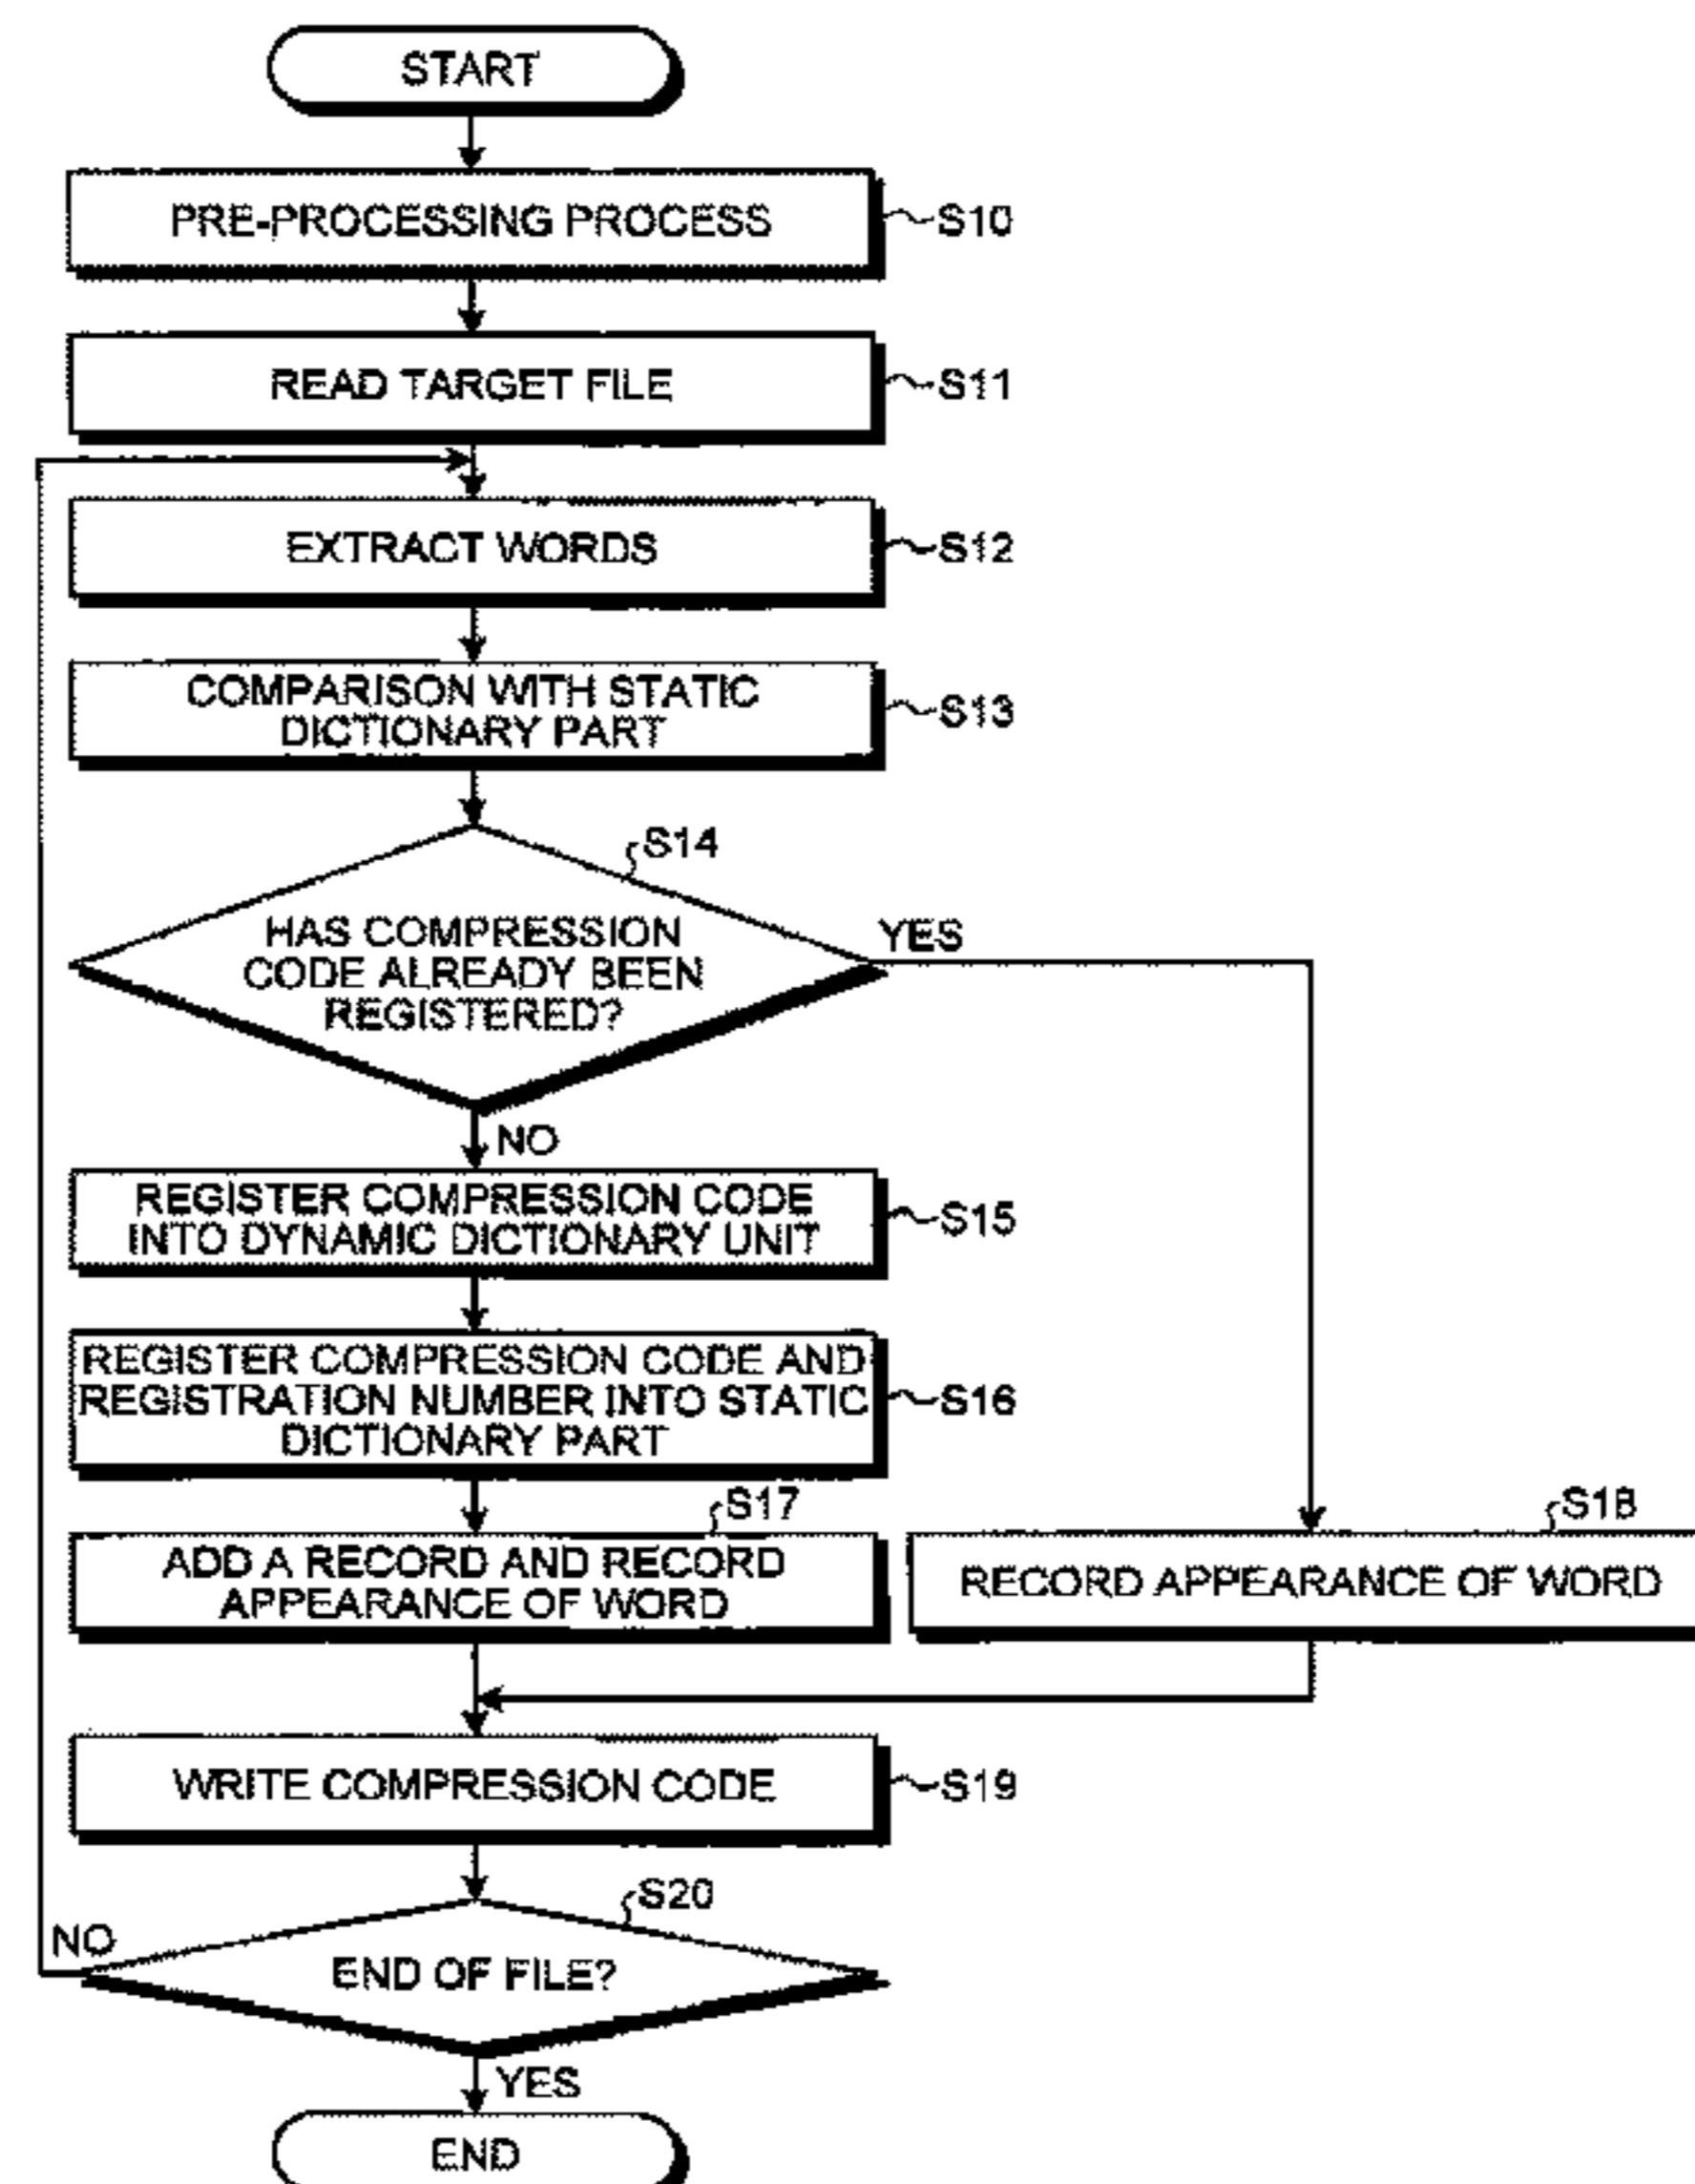 START
PRE-PROCESSING PROCESS
S10
READ TARGET FILE
S11
EXTRACT WORDS
S12
COMPARISON WITH STATIC
DICTIONARY PART
S13
S14
HAS COMPRESSION
CODE ALREADY BEEN
REGISTERED?
YES
NO
REGISTER COMPRESSION CODE
INTO DYNAMIC DICTIONARY UNIT
S15
REGISTER COMPRESSION CODE AND
REGISTRATION NUMBER INTO STATIC
DICTIONARY PART
S16
S17
ADD A RECORD AND RECORD
APPEARANCE OF WORD
S18
RECORD APPEARANCE OF WORD
WRITE COMPRESSION CODE
S19
S20
NO
END OF FILE?
YES
END